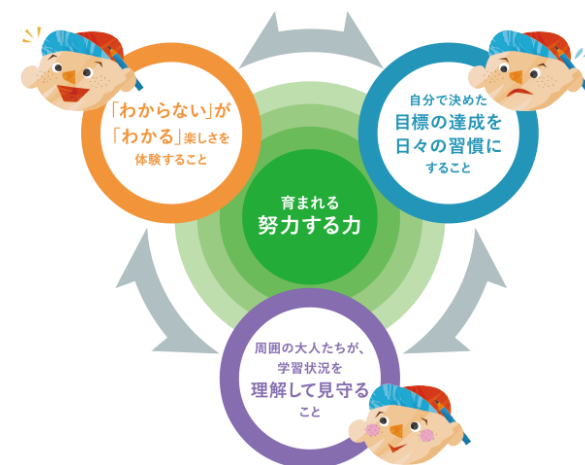 「わからない」が
「わかる」楽しさを
体験すること
自分で決めた
目標の達成を
日々の習慣に
すること
育まれる
努力する力
周囲の大人たちが、
学習状況を
理解して見守る
こと